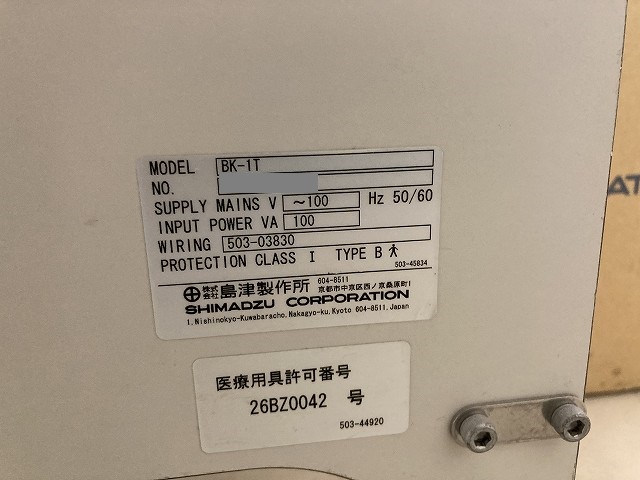 MODEL BK-1T
NO.
SUPPLY MAINS V ~100 Hz 50/60
INPUT POWER VA 100
WIRING 503-03830
PROTECTION CLASS I TYPE B
503-45834
株式会社 島津製作所 604-8511 京都市中京区西ノ京桑原町1
SHIMADZU CORPORATION
1, Nishinokyo-Kuwabaracho, Nakagyo-ku, Kyoto 604-8511, Japan
医療用具許可番号
26BZ0042 号
503-44920
AT